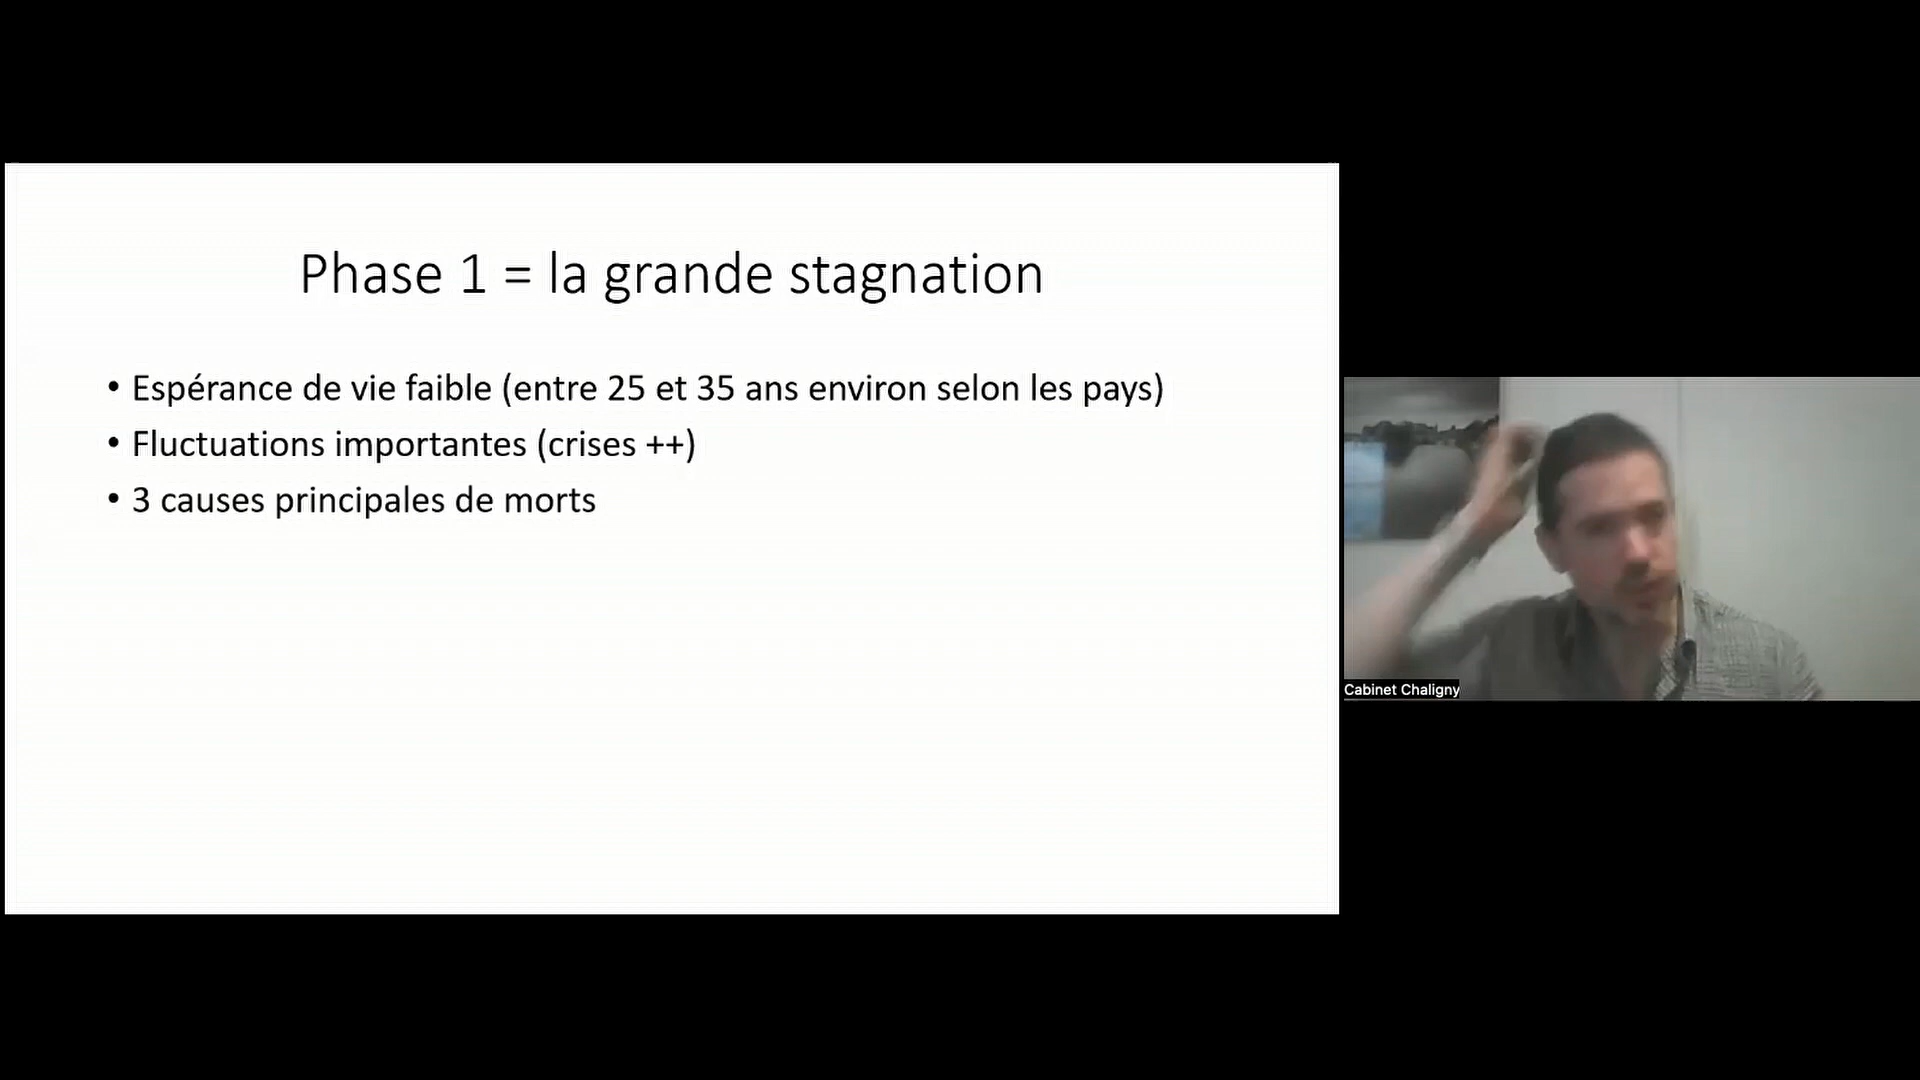 Phase 1 = la grande stagnation
• Espérance de vie faible (entre 25 et 35 ans environ selon les pays)
• Fluctuations importantes (crises ++)
• 3 causes principales de morts
Cabinet Chaligny